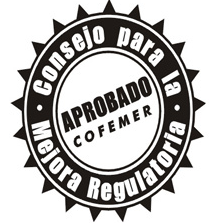 Consejo para la
APROBADO
COFEMER
Mejora Regulatoria